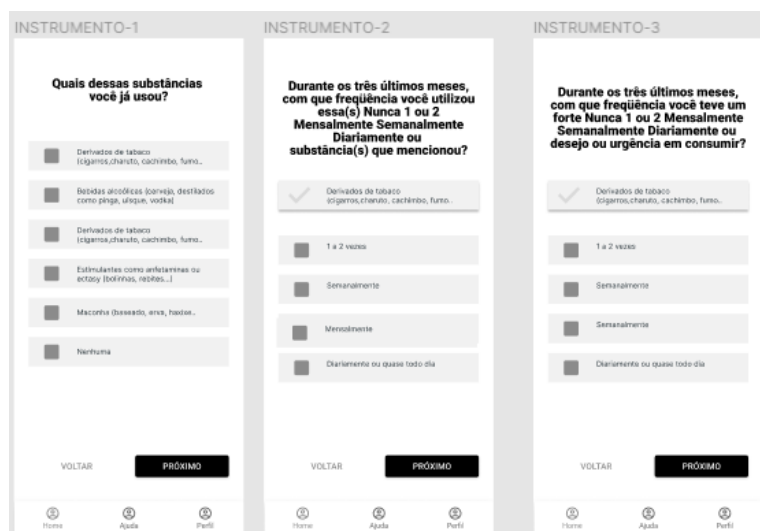 INSTRUMENTO-1
Quais dessas substâncias
você já usou?
Derivados de tabaco
(cigarros,charuto, cachimbo, fumo..
Bebidas alcoólicas (cerveja, destilados
como pinga, uísque, vodka)
Derivados de tabaco
(cigarros,charuto, cachimbo, fumo..
Estimulantes como anfetaminas ou
ectasy (bolinhas, rebites...)
Maconha (baseado, erva, haxixe..
Nenhuma
VOLTAR
PRÓXIMO
Home
Ajuda
Perfil
INSTRUMENTO-2
Durante os três últimos meses,
com que freqüência você utilizou
essa(s) Nunca 1 ou 2
Mensalmente Semanalmente
Diariamente ou
substância(s) que mencionou?
Derivados de tabaco
(cigarros,charuto, cachimbo, fumo..
1 a 2 vezes
Semanalmente
Mensalmente
Diariamente ou quase todo dia
VOLTAR
PRÓXIMO
Home
Ajuda
Perfil
INSTRUMENTO-3
Durante os três últimos meses,
com que freqüência você teve um
forte Nunca 1 ou 2 Mensalmente
Semanalmente Diariamente ou
desejo ou urgência em consumir?
Derivados de tabaco
(cigarros,charuto, cachimbo, fumo..
1 a 2 vezes
Semanalmente
Semanalmente
Diariamente ou quase todo dia
VOLTAR
PRÓXIMO
Home
Ajuda
Perfil